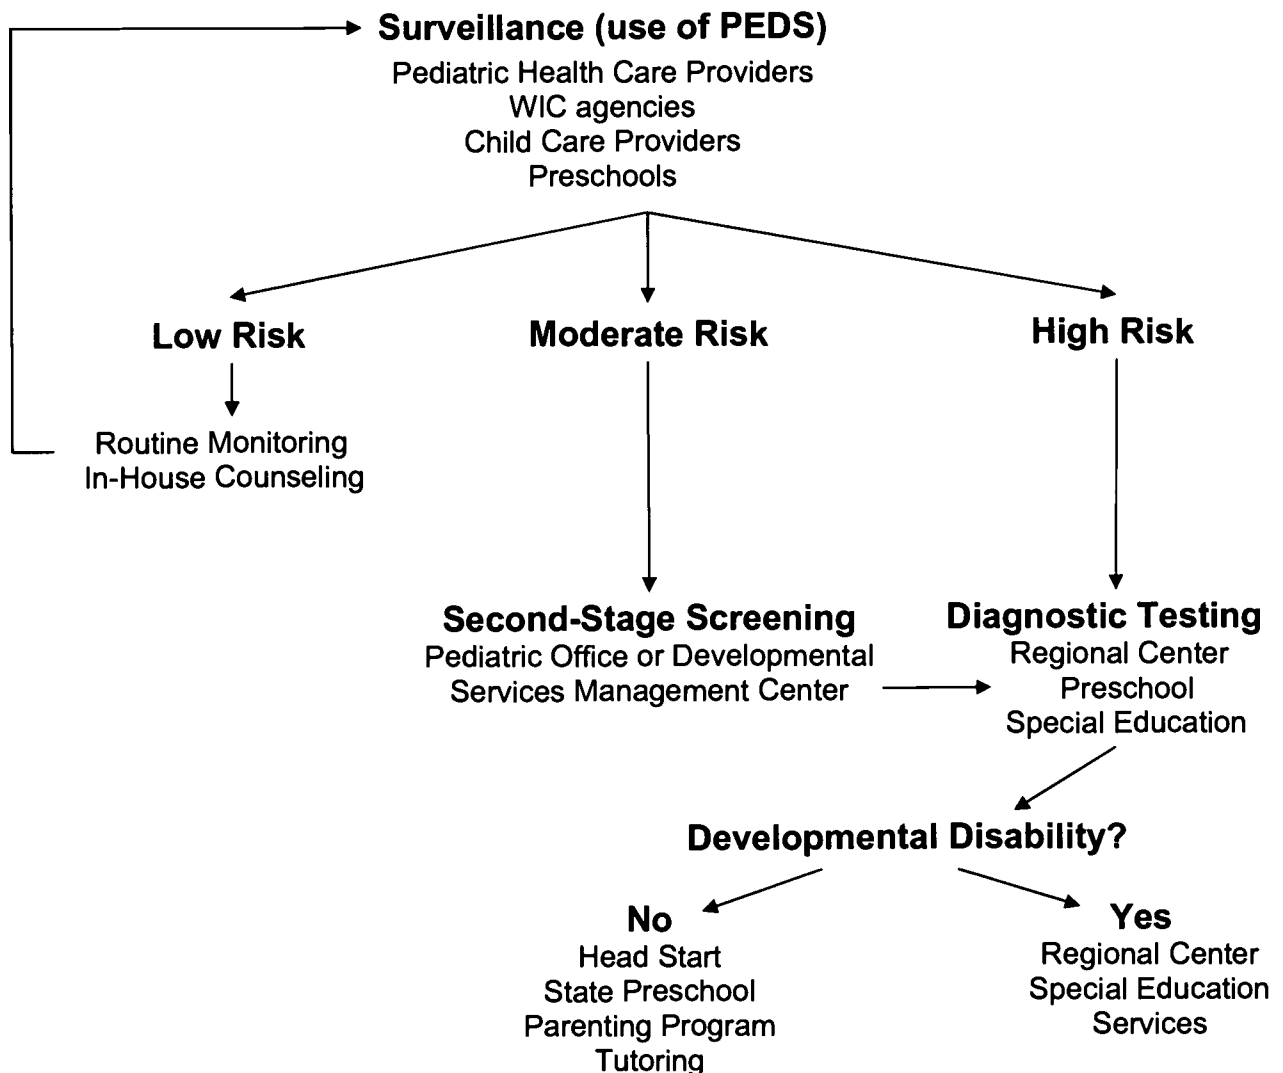 Surveillance (use of PEDS)
Pediatric Health Care Providers
WIC agencies
Child Care Providers
Preschools
Low Risk
Moderate Risk
High Risk
Routine Monitoring
In-House Counseling
Second-Stage Screening
Pediatric Office or Developmental
Services Management Center
Diagnostic Testing
Regional Center
Preschool
Special Education
Developmental Disability?
No
Head Start
State Preschool
Parenting Program
Tutoring
Yes
Regional Center
Special Education
Services